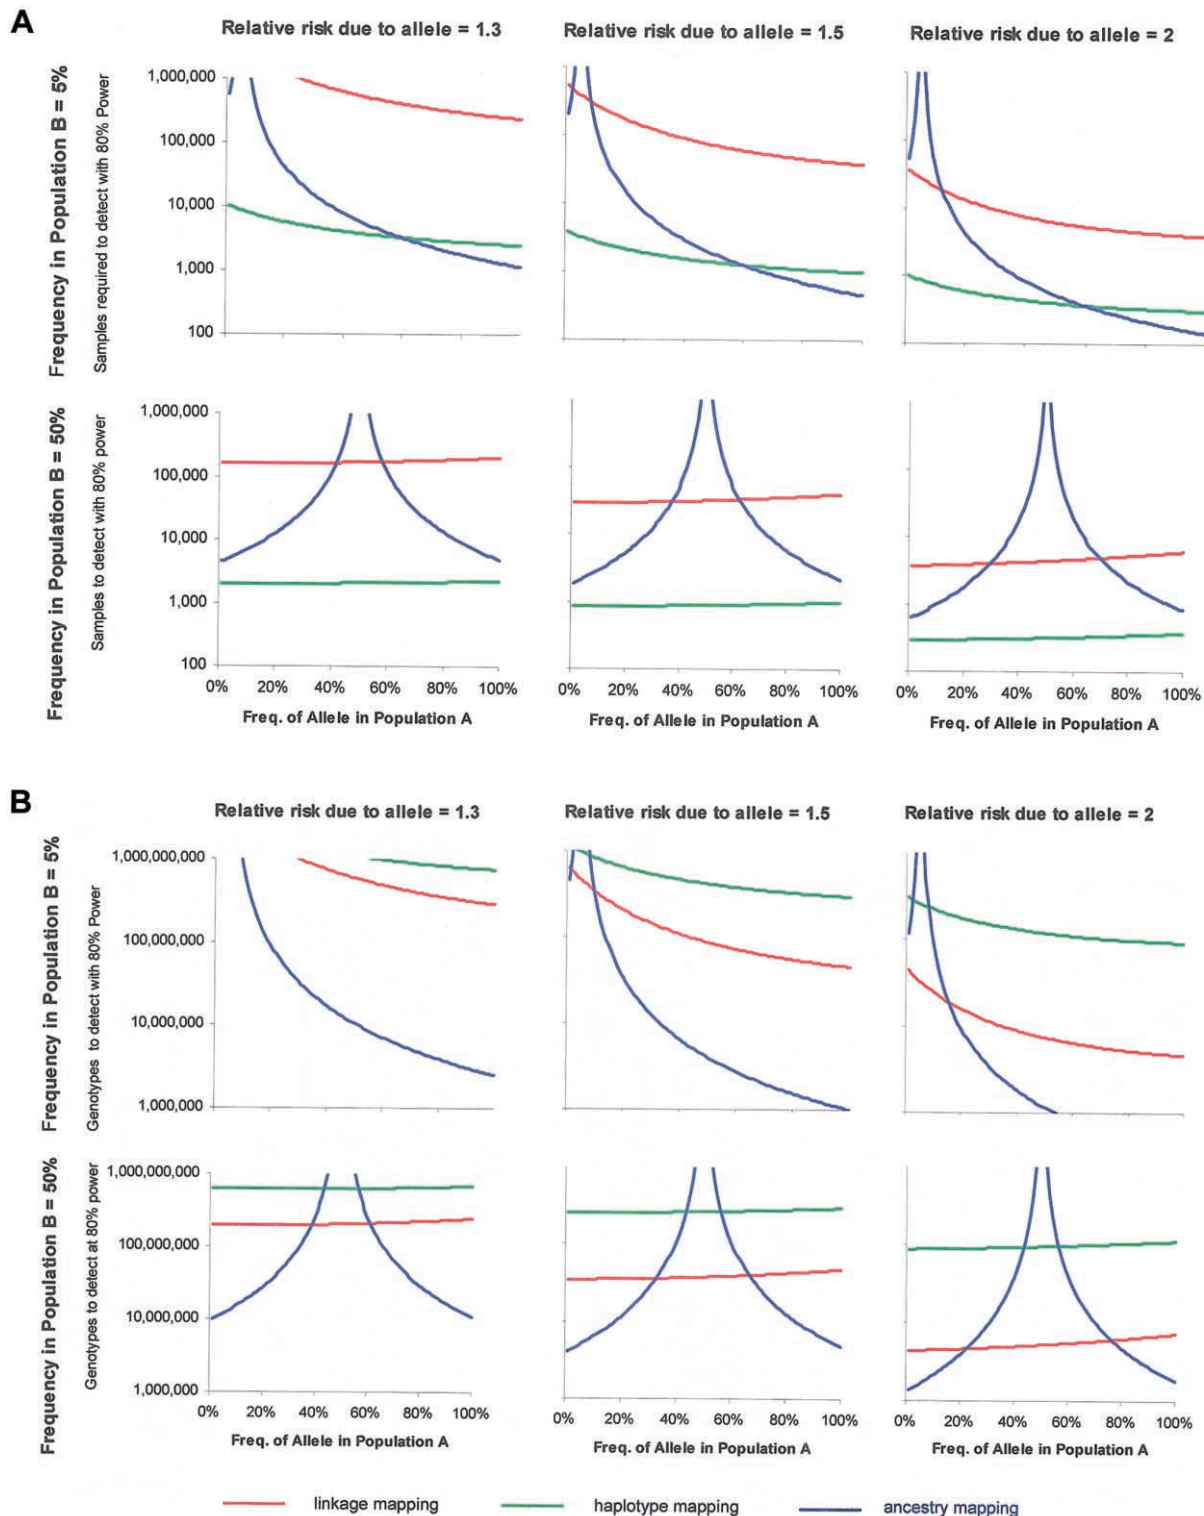 A
Relative risk due to allele = 1.3
Relative risk due to allele = 1.5
Relative risk due to allele = 2
Frequency in Population B = 5%
Samples required to detect with 80% Power
1,000,000
100,000
10,000
1,000
100
Frequency in Population B = 50%
Samples to detect with 80% power
1,000,000
100,000
10,000
1,000
100
0% 20% 40% 60% 80% 100%
0% 20% 40% 60% 80% 100%
0% 20% 40% 60% 80% 100%
Freq. of Allele in Population A
Freq. of Allele in Population A
Freq. of Allele in Population A
B
Relative risk due to allele = 1.3
Relative risk due to allele = 1.5
Relative risk due to allele = 2
Frequency in Population B = 5%
Genotypes to detect with 80% Power
1,000,000,000
100,000,000
10,000,000
1,000,000
Frequency in Population B = 50%
Genotypes to detect at 80% power
1,000,000,000
100,000,000
10,000,000
1,000,000
0% 20% 40% 60% 80% 100%
0% 20% 40% 60% 80% 100%
0% 20% 40% 60% 80% 100%
Freq. of Allele in Population A
Freq. of Allele in Population A
Freq. of Allele in Population A
linkage mapping
haplotype mapping
ancestry mapping